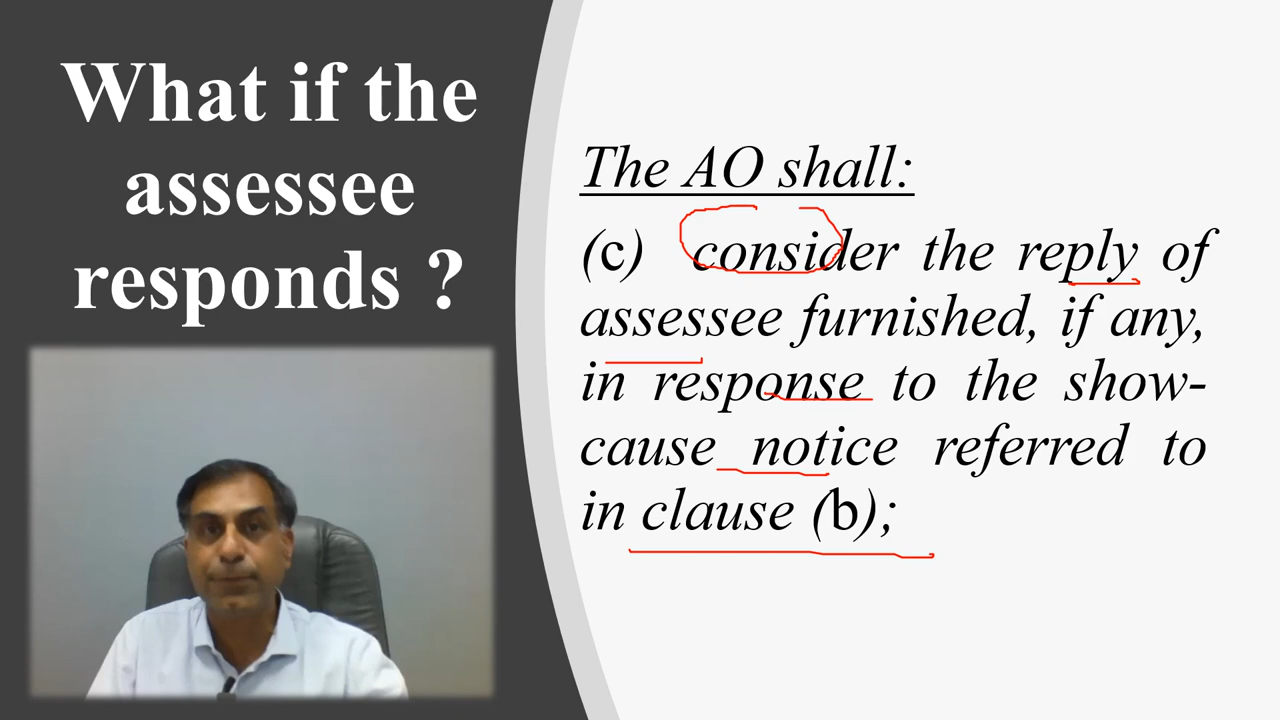 What if the
assessee
responds ?
The AO shall:
(c) consider the reply of
assessee furnished, if any,
in response to the show-
cause notice referred to
in clause (b);